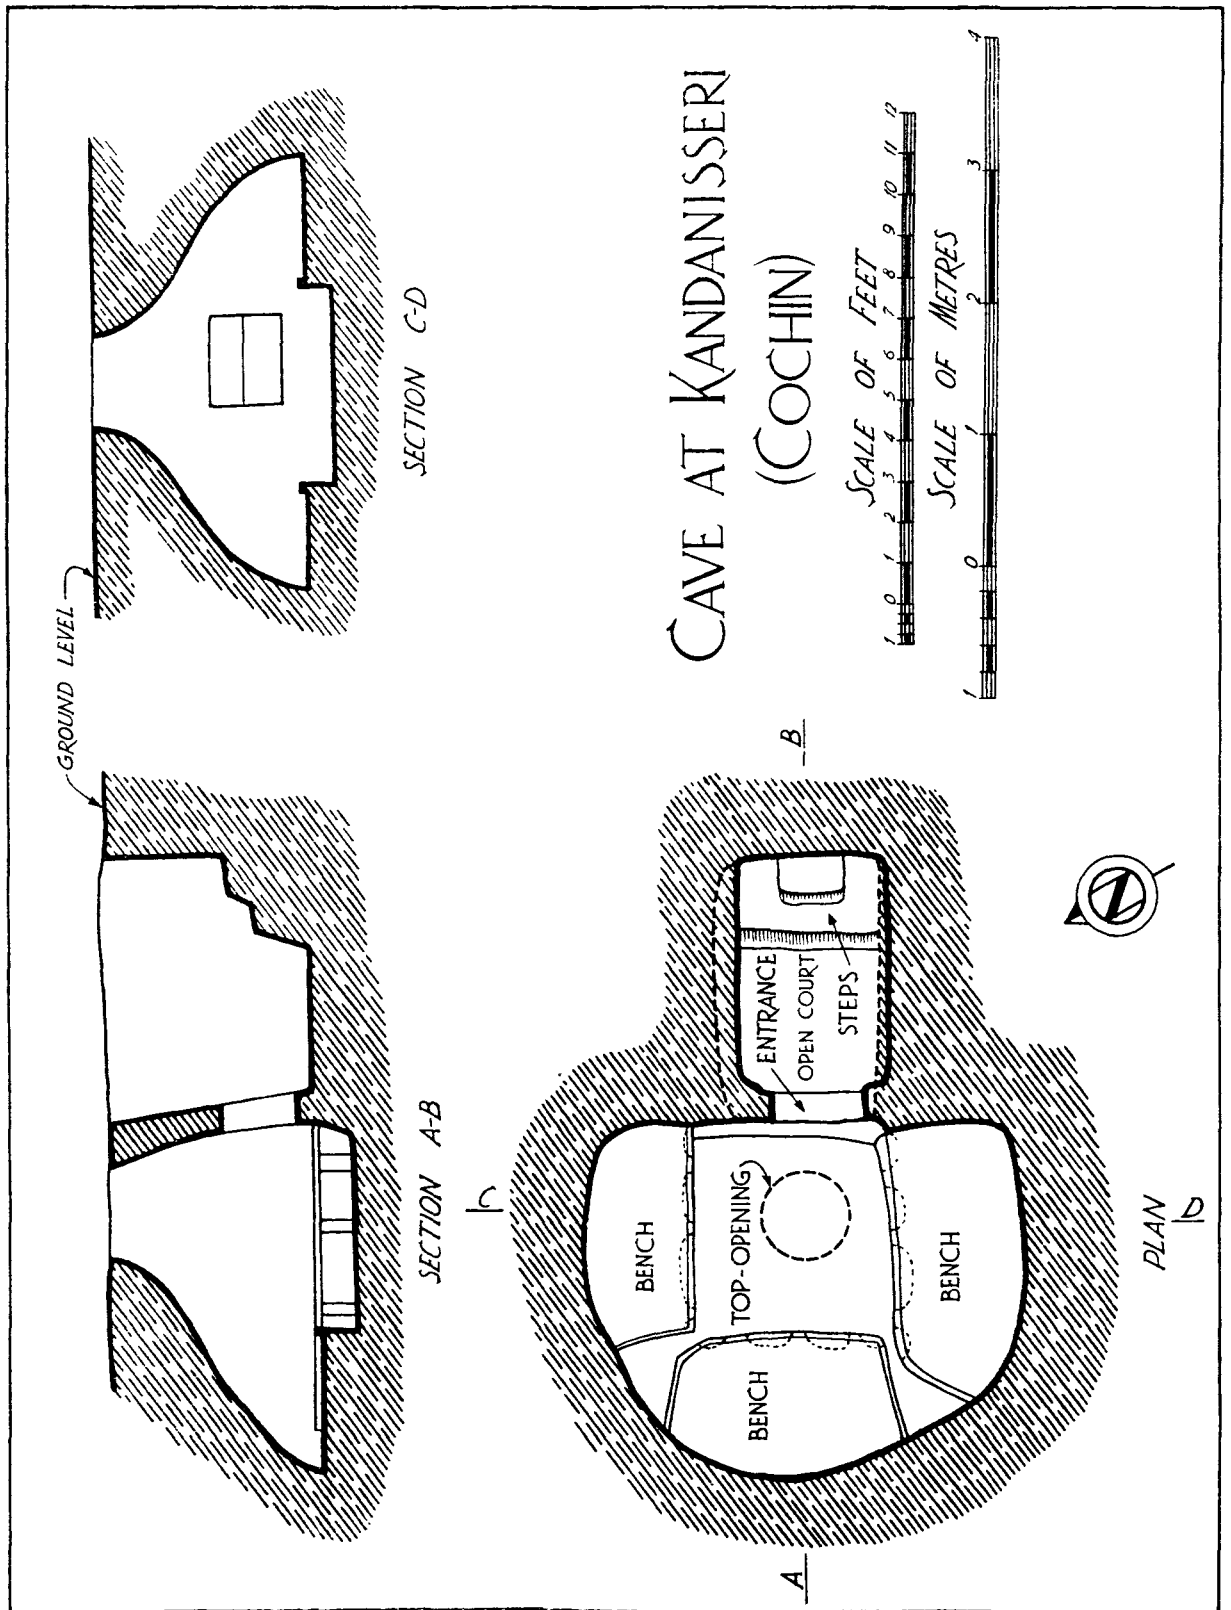 GROUND LEVEL
SECTION A-B
SECTION C-D
C
A
B
BENCH
TOP-OPENING
BENCH
BENCH
ENTRANCE
OPEN COURT
STEPS
PLAN
D
N
CAVE AT KANDANISSERI
(COCHIN)
SCALE OF FEET
1 0 1 2 3 4 5 6 7 8 9 10 11 12
SCALE OF METRES
1 0 1 2 3 4